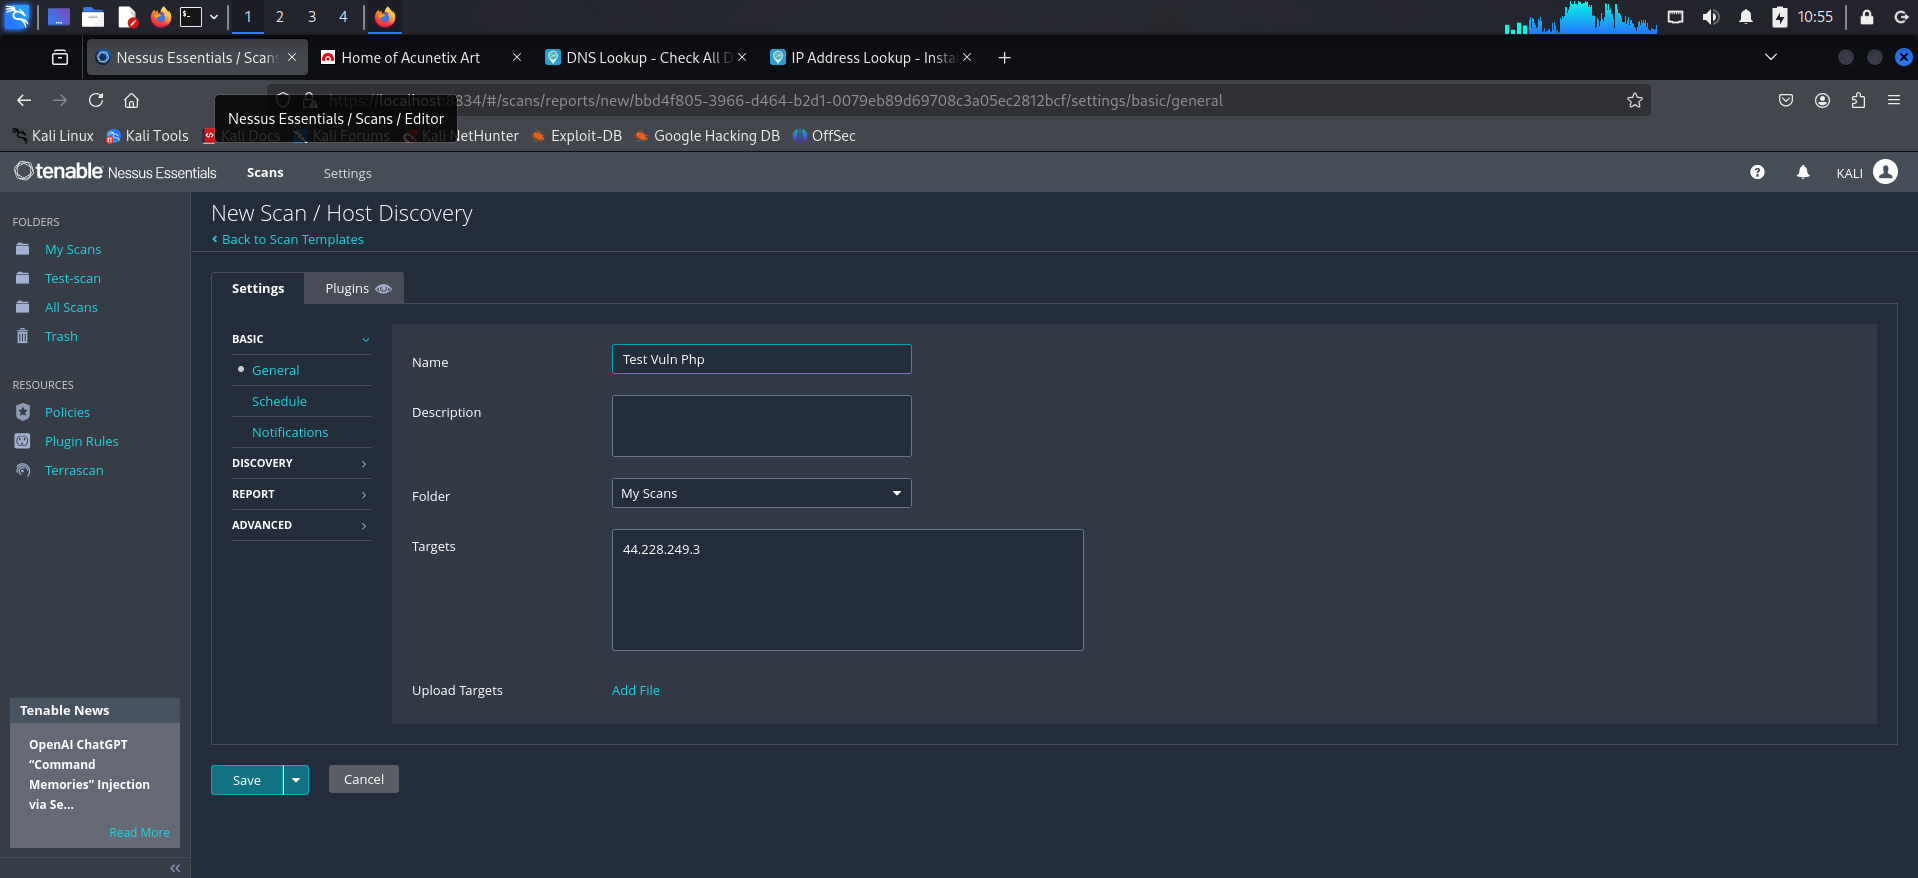 1 2 3 4
10:55
Nessus Essentials / Scans
Home of Acunetix Art
DNS Lookup - Check All D
IP Address Lookup - Insta
https://localhost:8834/#/scans/reports/new/bbd4f805-3966-d464-b2d1-0079eb89d69708c3a05ec2812bcf/settings/basic/general
Nessus Essentials / Scans / Editor
Kali Linux Kali Tools Kali Docs Kali Forums Kali NetHunter Exploit-DB Google Hacking DB OffSec
tenable Nessus Essentials Scans Settings KALI
FOLDERS
My Scans
Test-scan
All Scans
Trash
RESOURCES
Policies
Plugin Rules
Terrascan
Tenable News
OpenAI ChatGPT
“Command
Memories” Injection
via Se...
Read More
New Scan / Host Discovery
Back to Scan Templates
Settings Plugins
BASIC
General
Schedule
Notifications
DISCOVERY
REPORT
ADVANCED
Name Test Vuln Php
Description
Folder My Scans
Targets 44.228.249.3
Upload Targets Add File
Save Cancel